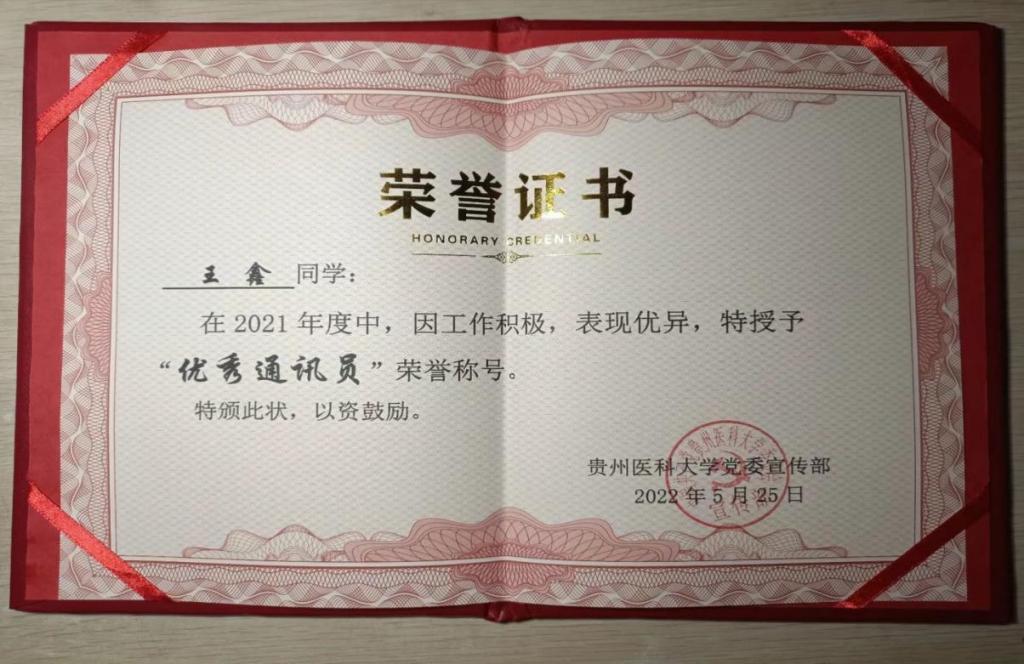 荣誉证书
HONORARY CREDENTIAL
王 鑫 同学:
在 2021 年度中,因工作积极,表现优异,特授予
“优秀通讯员”荣誉称号。
特颁此状,以资鼓励。
贵州医科大学党委宣传部
2022 年 5 月 25 日
宣传部